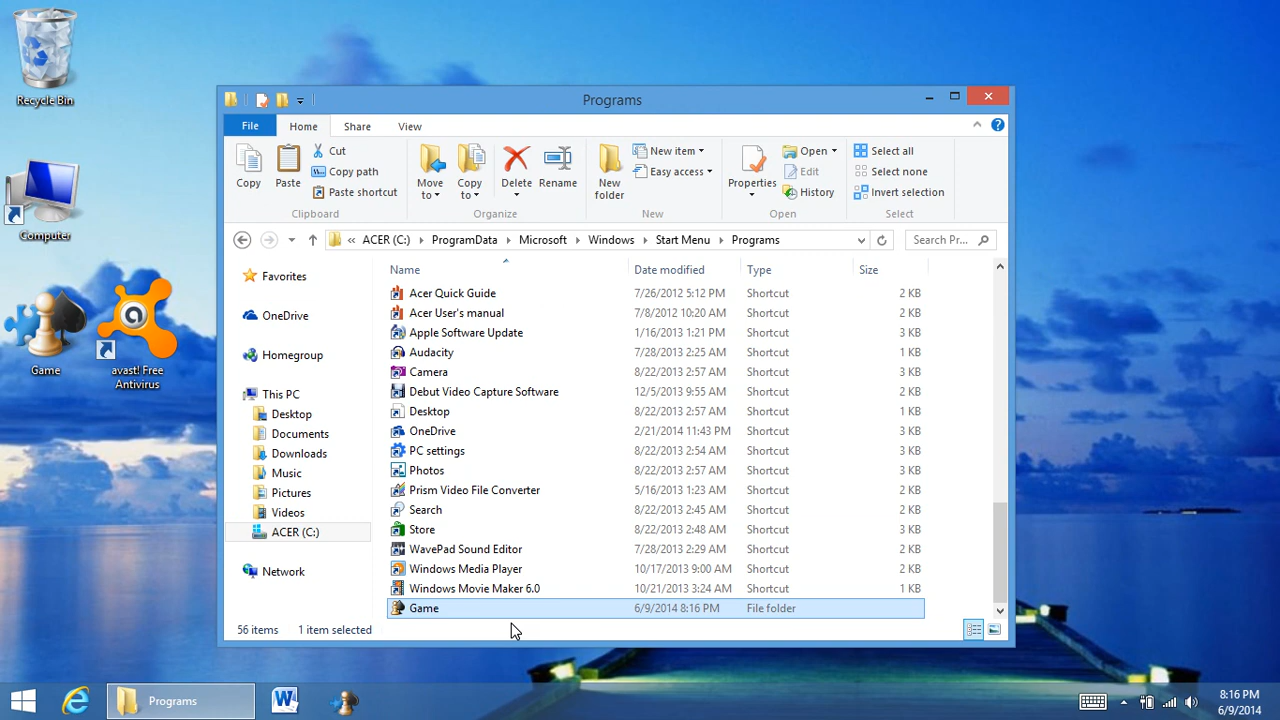 Recycle Bin
Computer
Game
avast! Free
Antivirus
Programs
File Home Share View
Copy
Paste
Cut
Copy path
Paste shortcut
Clipboard
Move
to
Copy
to
Delete
Rename
Organize
New
folder
New item
Easy access
New
Properties
Open
Edit
History
Open
Select all
Select none
Invert selection
Select
« ACER (C:) ProgramData Microsoft Windows Start Menu Programs
Search Pr...
Favorites
OneDrive
Homegroup
This PC
Desktop
Documents
Downloads
Music
Pictures
Videos
ACER (C:)
Network
Name Date modified Type Size
Acer Quick Guide 7/26/2012 5:12 PM Shortcut 2 KB
Acer User's manual 7/8/2012 10:20 AM Shortcut 2 KB
Apple Software Update 1/16/2013 1:21 PM Shortcut 3 KB
Audacity 7/28/2013 2:25 AM Shortcut 1 KB
Camera 8/22/2013 2:57 AM Shortcut 3 KB
Debut Video Capture Software 12/5/2013 9:55 AM Shortcut 2 KB
Desktop 8/22/2013 2:57 AM Shortcut 1 KB
OneDrive 2/21/2014 11:43 PM Shortcut 3 KB
PC settings 8/22/2013 2:54 AM Shortcut 3 KB
Photos 8/22/2013 2:57 AM Shortcut 3 KB
Prism Video File Converter 5/16/2013 1:23 AM Shortcut 2 KB
Search 8/22/2013 2:45 AM Shortcut 3 KB
Store 8/22/2013 2:48 AM Shortcut 3 KB
WavePad Sound Editor 7/28/2013 2:29 AM Shortcut 2 KB
Windows Media Player 10/17/2013 9:00 AM Shortcut 2 KB
Windows Movie Maker 6.0 10/21/2013 3:24 AM Shortcut 1 KB
Game 6/9/2014 8:16 PM File folder
56 items 1 item selected
Programs
8:16 PM
6/9/2014